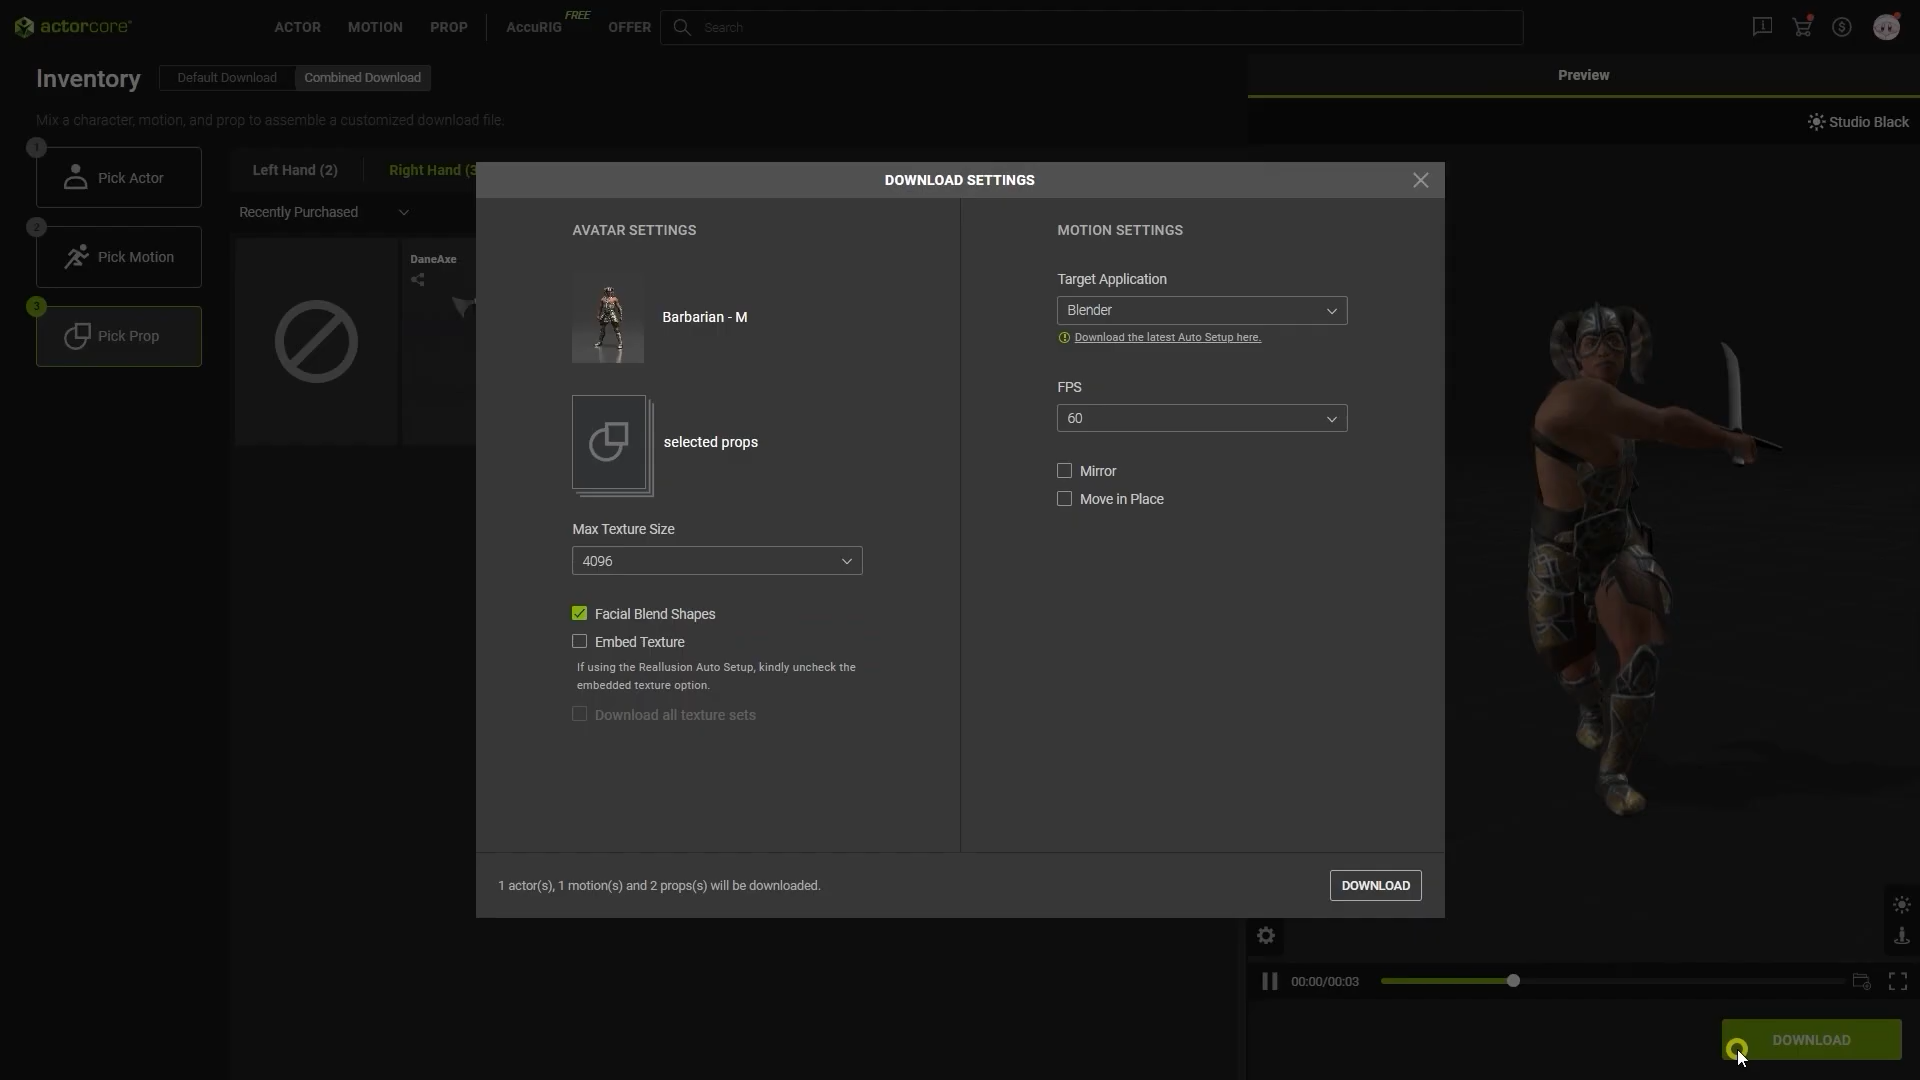 actorcore
ACTOR
MOTION
PROP
AccuRIG
FREE
OFFER
Search
Inventory
Default Download
Combined Download
Preview
Mix a character, motion, and prop to assemble a customized download file.
Studio Black
1
Pick Actor
2
Pick Motion
3
Pick Prop
Left Hand (2)
Right Hand (3
Recently Purchased
DaneAxe
DOWNLOAD SETTINGS
AVATAR SETTINGS
Barbarian - M
selected props
Max Texture Size
4096
Facial Blend Shapes
Embed Texture
If using the Reallusion Auto Setup, kindly uncheck the
embedded texture option.
Download all texture sets
MOTION SETTINGS
Target Application
Blender
Download the latest Auto Setup here.
FPS
60
Mirror
Move in Place
1 actor(s), 1 motion(s) and 2 props(s) will be downloaded.
DOWNLOAD
00:00/00:03
DOWNLOAD